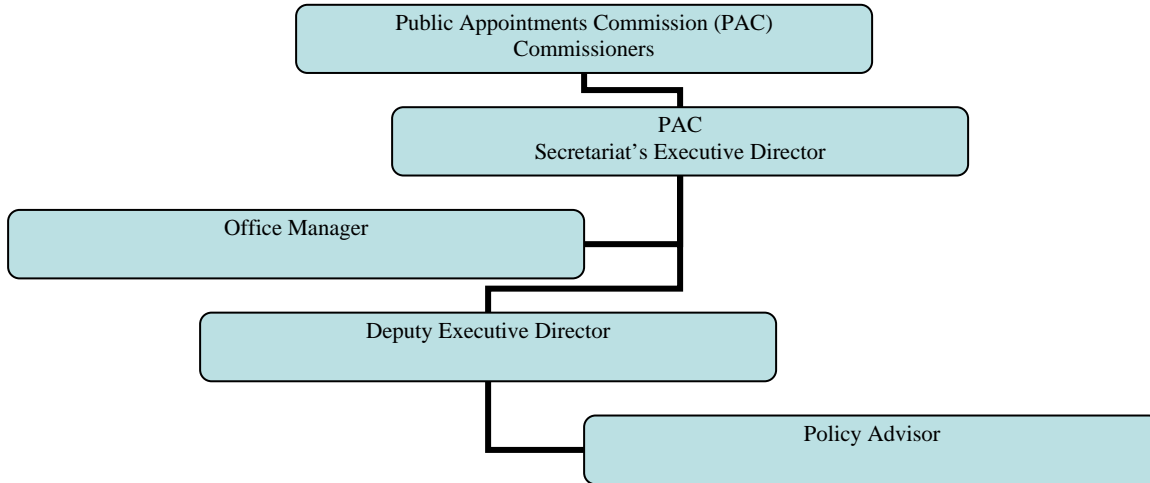 Public Appointments Commission (PAC)
Commissioners
PAC
Secretariat’s Executive Director
Office Manager
Deputy Executive Director
Policy Advisor